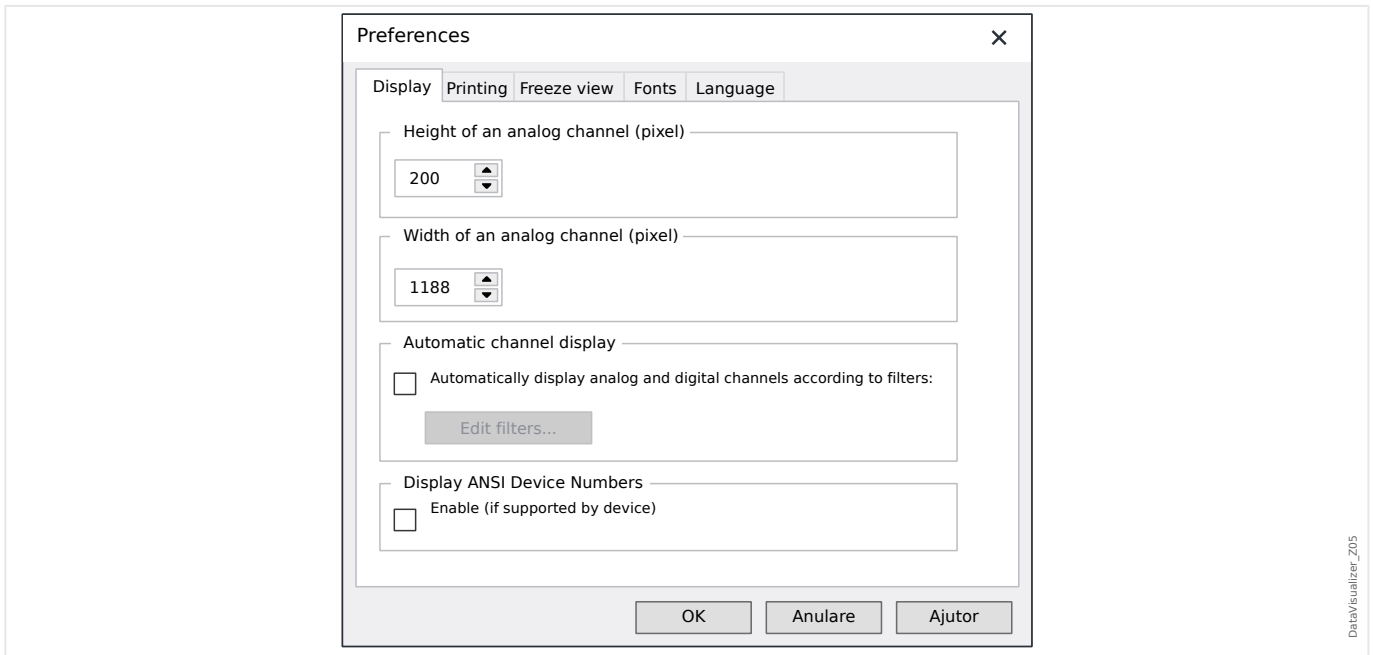 Preferences
Display Printing Freeze view Fonts Language
Height of an analog channel (pixel)
200
Width of an analog channel (pixel)
1188
Automatic channel display
Automatically display analog and digital channels according to filters:
Edit filters...
Display ANSI Device Numbers
Enable (if supported by device)
OK Anulare Ajutor
DataVisualizer_Z05